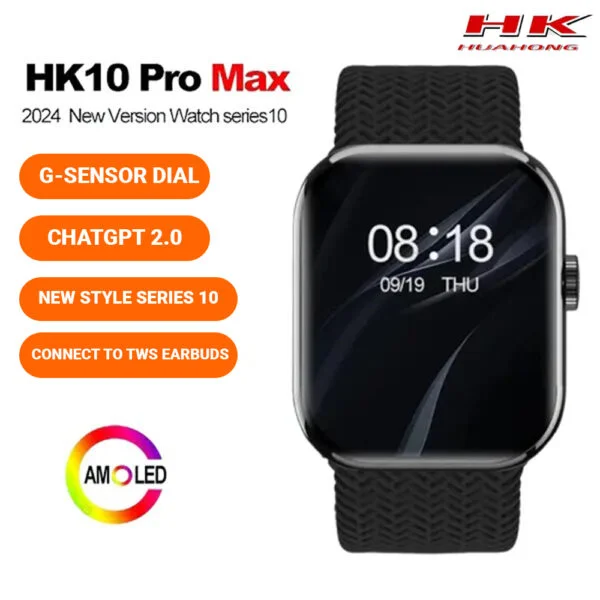 HK
HUAHONG
HK10 Pro Max
2024 New Version Watch series10
G-SENSOR DIAL
CHATGPT 2.0
NEW STYLE SERIES 10
CONNECT TO TWS EARBUDS
08:18
09/19 THU
AMOLED